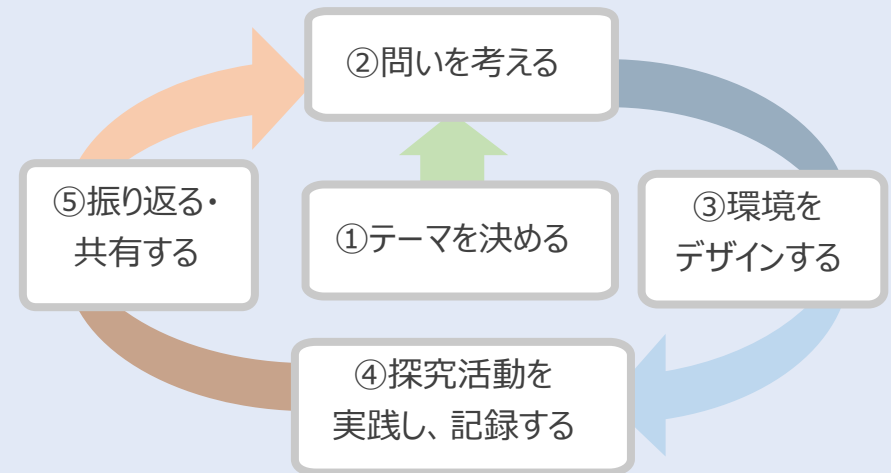 ②問いを考える
⑤振り返る・
共有する
①テーマを決める
③環境を
デザインする
④探究活動を
実践し、記録する